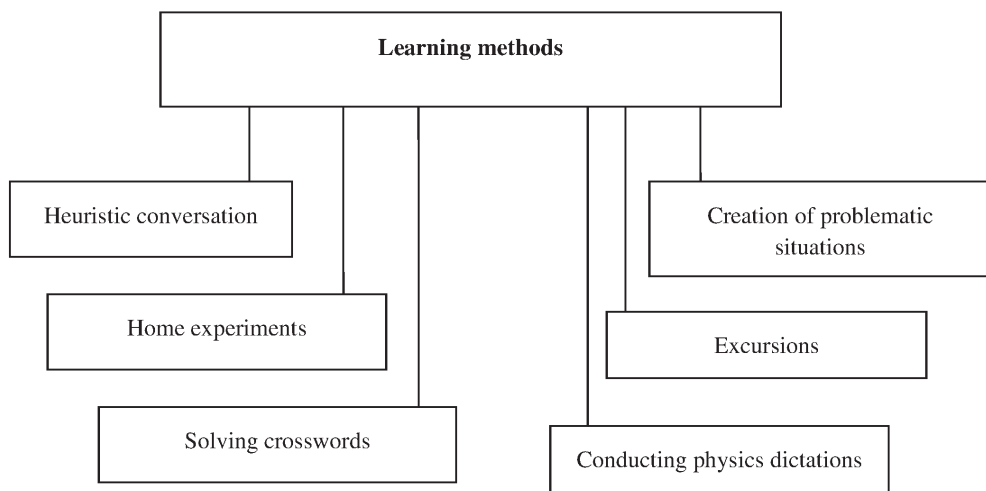 Learning methods
Heuristic conversation
Creation of problematic
situations
Home experiments
Excursions
Solving crosswords
Conducting physics dictations